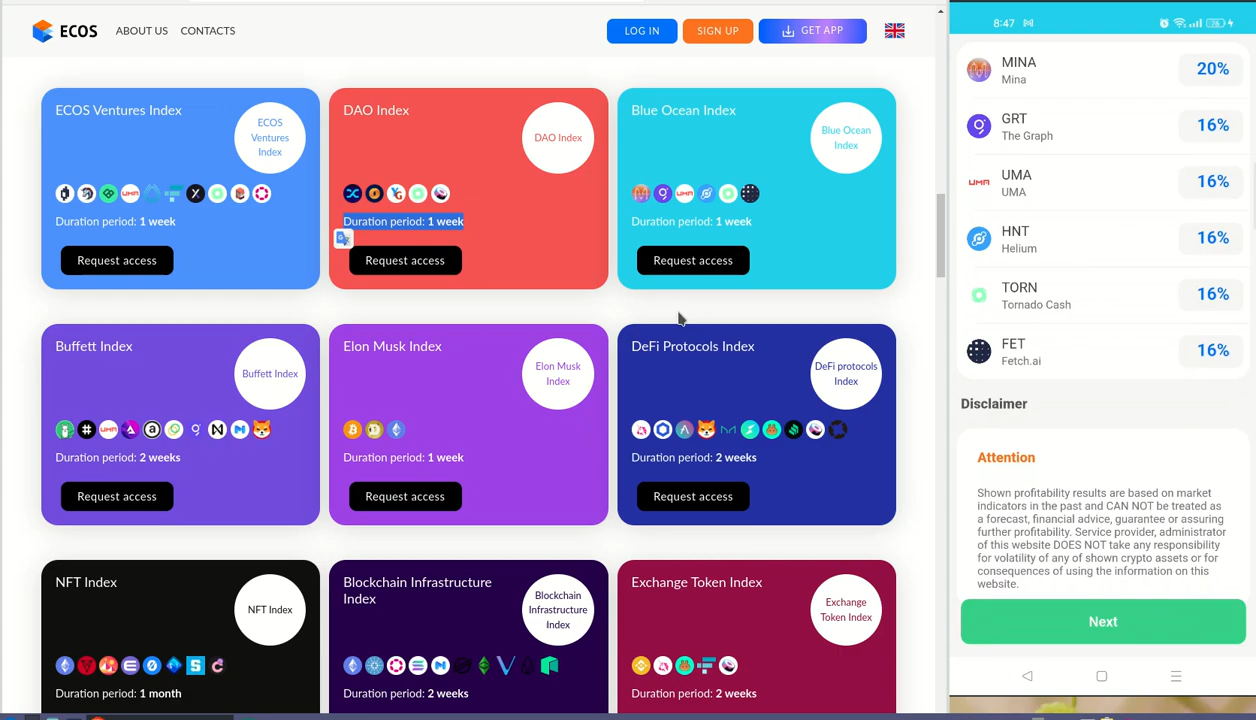 ECOS
ABOUT US
CONTACTS
LOG IN
SIGN UP
GET APP
ECOS Ventures Index
ECOS
Ventures
Index
Duration period: 1 week
Request access
DAO Index
DAO Index
Duration period: 1 week
Request access
Blue Ocean Index
Blue Ocean
Index
Duration period: 1 week
Request access
Buffett Index
Buffett Index
Duration period: 2 weeks
Request access
Elon Musk Index
Elon Musk
Index
Duration period: 1 week
Request access
DeFi Protocols Index
DeFi protocols
Index
Duration period: 2 weeks
Request access
NFT Index
NFT Index
Duration period: 1 month
Blockchain Infrastructure
Index
Blockchain
Infrastructure
Index
Duration period: 2 weeks
Exchange Token Index
Exchange
Token Index
Duration period: 2 weeks
8:47
MINA
Mina
20%
GRT
The Graph
16%
UMA
UMA
16%
HNT
Helium
16%
TORN
Tornado Cash
16%
FET
Fetch.ai
16%
Disclaimer
Attention
Shown profitability results are based on market
indicators in the past and CAN NOT be treated as
a forecast, financial advice, guarantee or assuring
further profitability. Service provider, administrator
of this website DOES NOT take any responsibility
for volatility of any of shown crypto assets or for
consequences of using the information on this
website.
Next